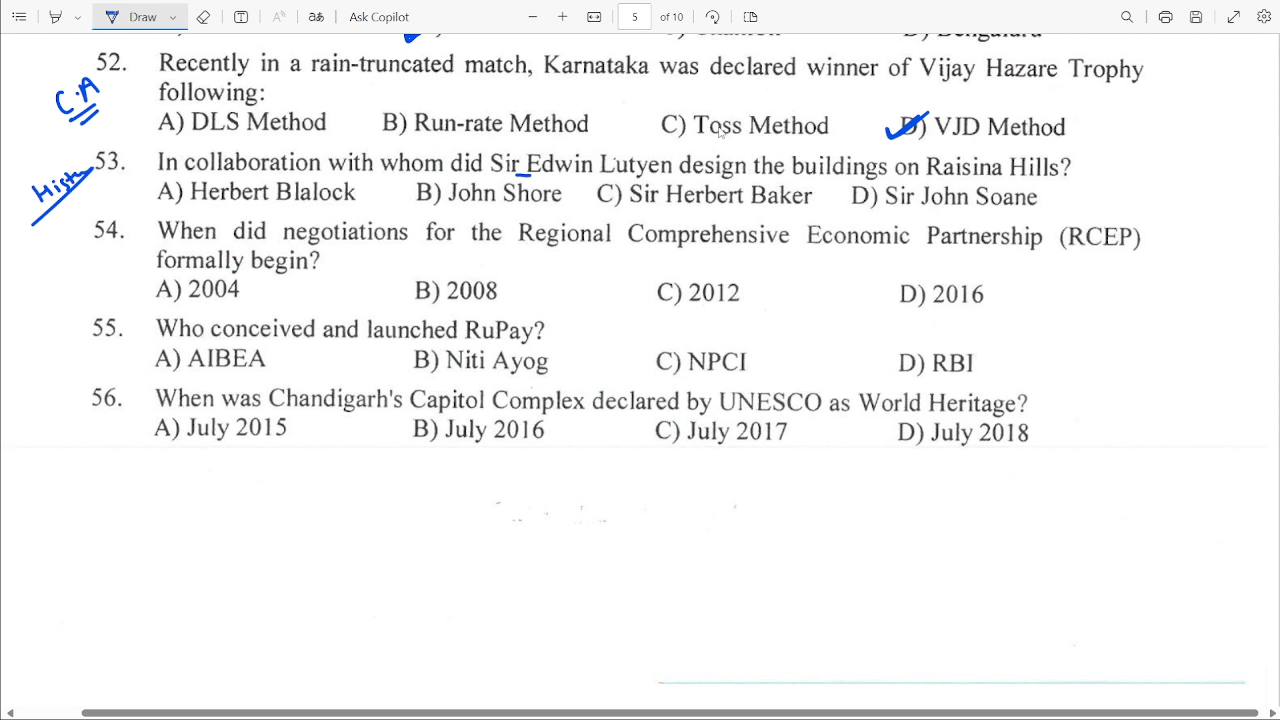 Draw
Ask Copilot
5 of 10
52. Recently in a rain-truncated match, Karnataka was declared winner of Vijay Hazare Trophy
following:
C.A
A) DLS Method B) Run-rate Method C) Toss Method D) VJD Method
53. In collaboration with whom did Sir Edwin Lutyen design the buildings on Raisina Hills?
A) Herbert Blalock B) John Shore C) Sir Herbert Baker D) Sir John Soane
54. When did negotiations for the Regional Comprehensive Economic Partnership (RCEP)
formally begin?
A) 2004 B) 2008 C) 2012 D) 2016
55. Who conceived and launched RuPay?
A) AIBEA B) Niti Ayog C) NPCI D) RBI
56. When was Chandigarh's Capitol Complex declared by UNESCO as World Heritage?
A) July 2015 B) July 2016 C) July 2017 D) July 2018